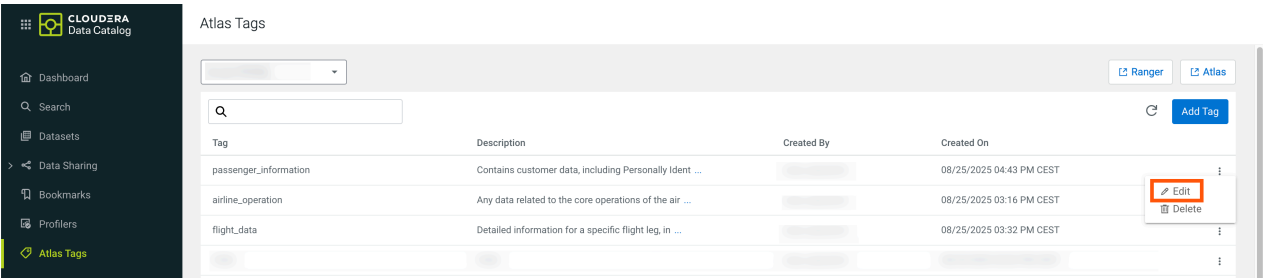 CLOUDERA
Data Catalog
Dashboard
Search
Datasets
Data Sharing
Bookmarks
Profilers
Atlas Tags
Atlas Tags
Ranger
Atlas
Add Tag
Tag Description Created By Created On
passenger_information Contains customer data, including Personally Ident ... 08/25/2025 04:43 PM CEST
Edit
airline_operation Any data related to the core operations of the air ... 08/25/2025 03:16 PM CEST
Delete
flight_data Detailed information for a specific flight leg, in ... 08/25/2025 03:32 PM CEST